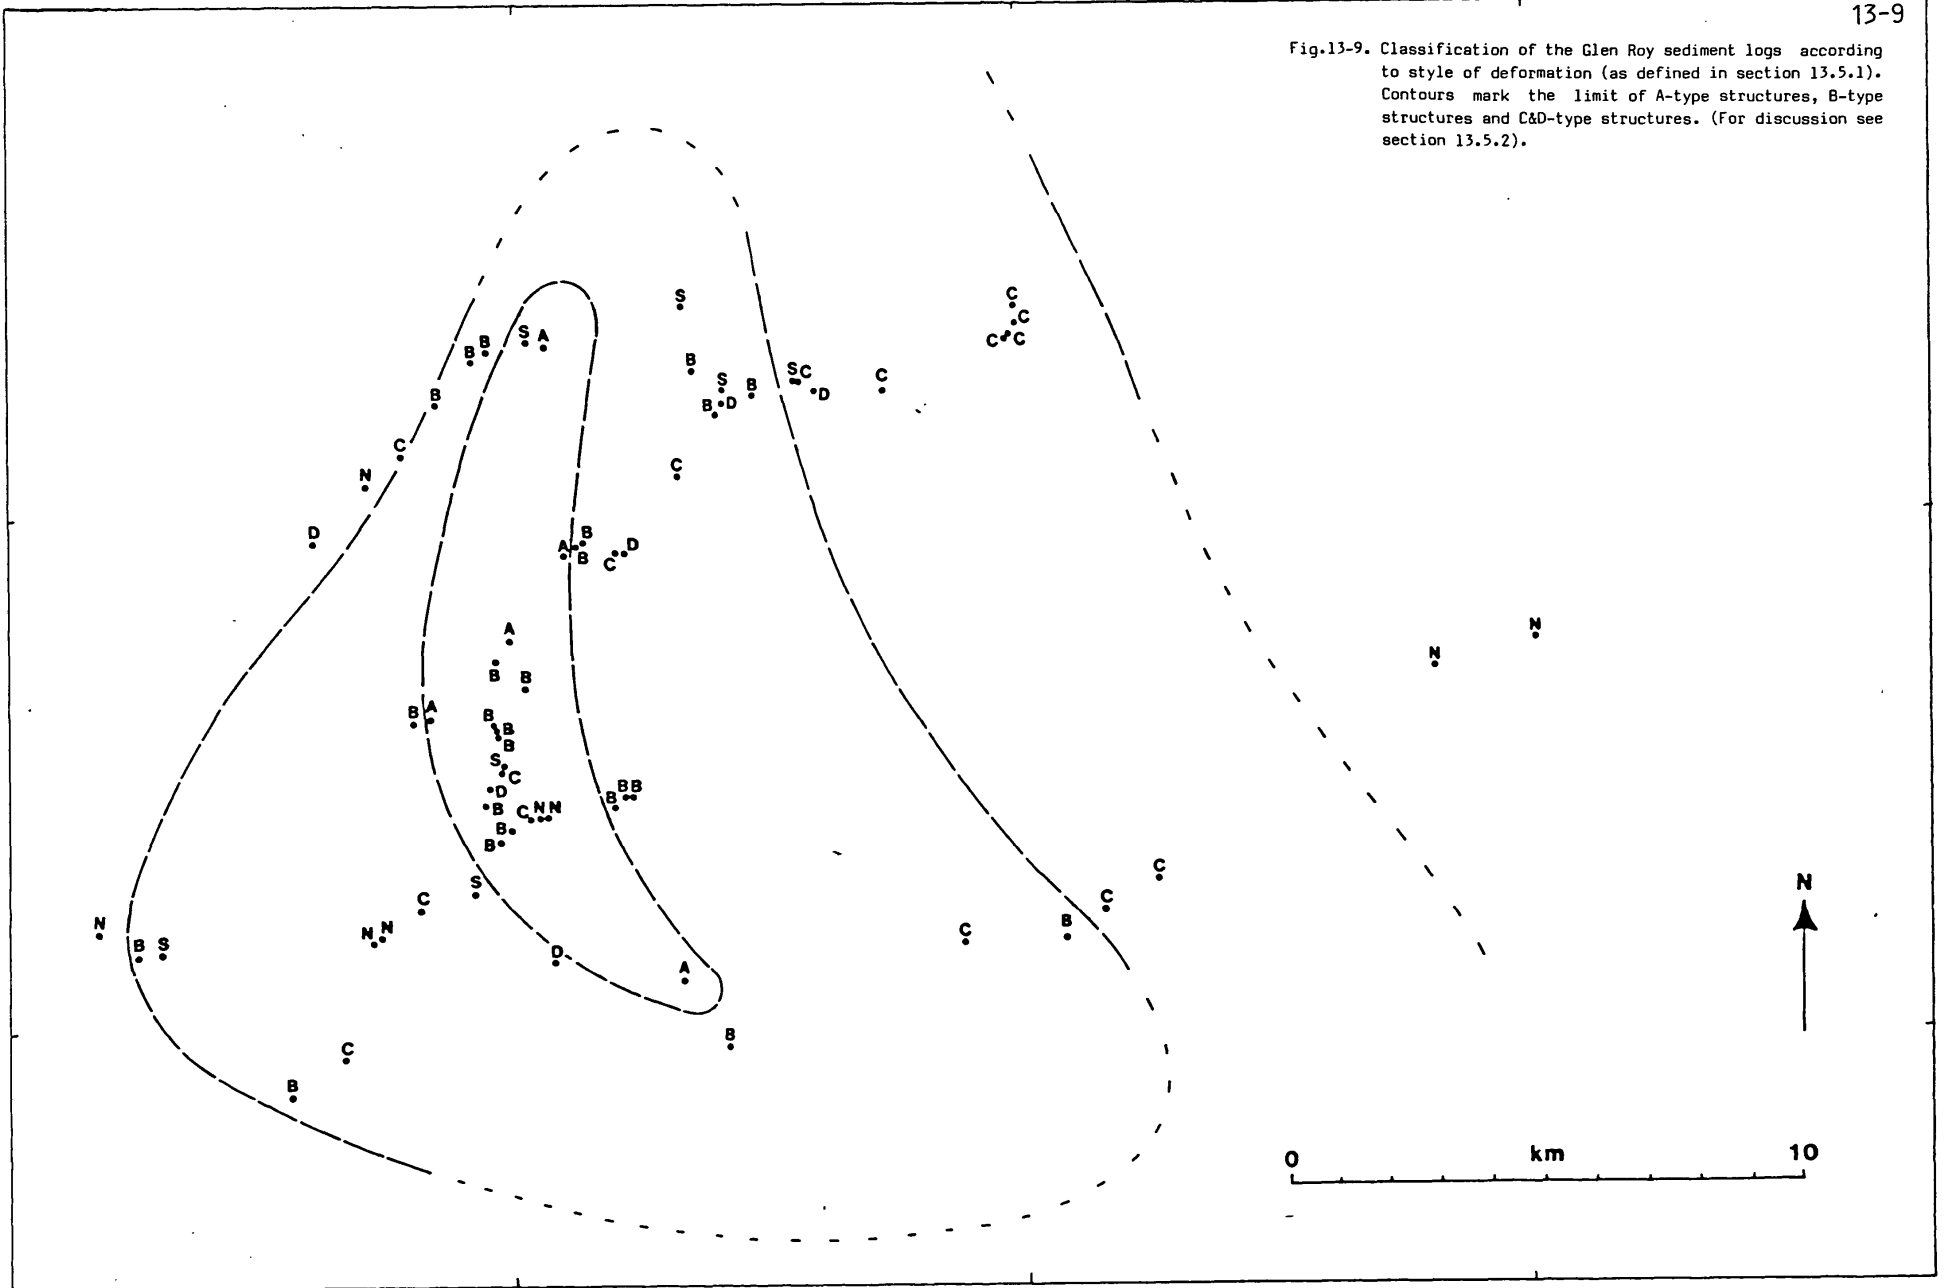 13-9
Fig.13-9. Classification of the Glen Roy sediment logs according
to style of deformation (as defined in section 13.5.1).
Contours mark the limit of A-type structures, B-type
structures and C&D-type structures. (For discussion see
section 13.5.2).
S
C
C
C C
S A
B B
B
S
B
S C
D
C
B
B D
C
N
C
D
B
A B
D
C
A
B B
N
N
B A
B
B
B
S
C
D
B
C N N
B
B
B B B
C
S
C
N N
N
B S
D
A
C
B
C
C
B
B
N
0 km 10